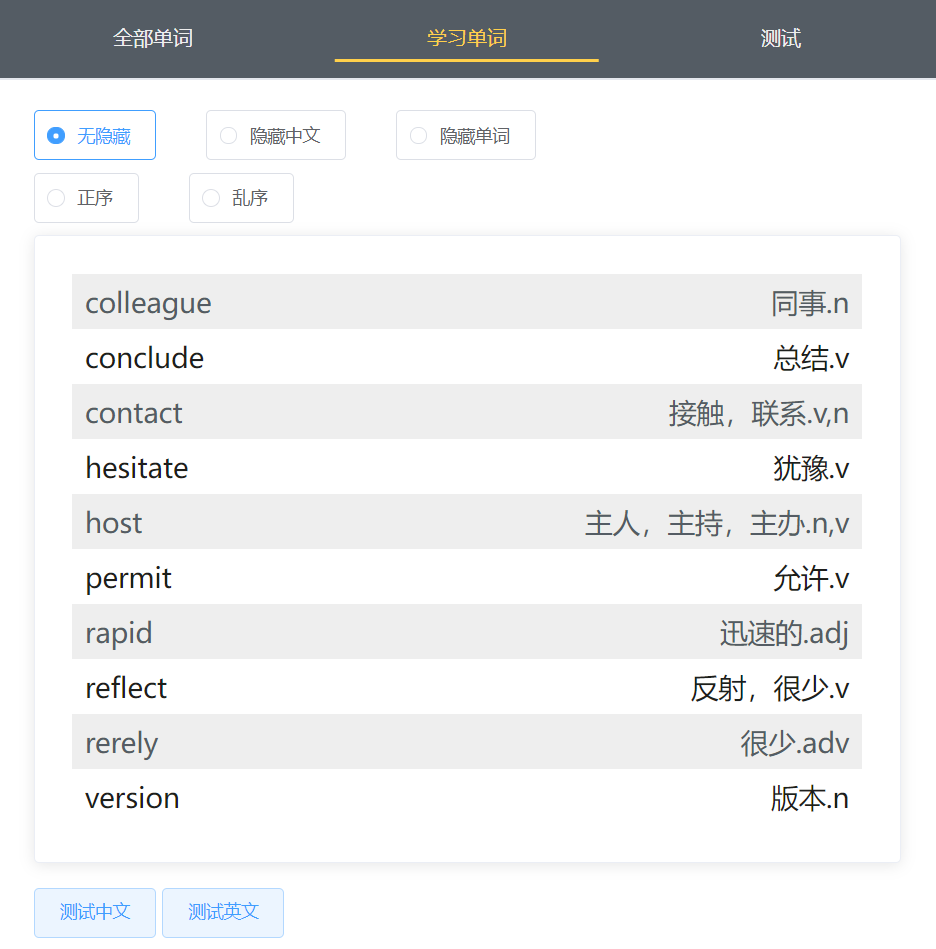 全部单词 学习单词 测试
无隐藏 隐藏中文 隐藏单词
正序 乱序
colleague 同事.n
conclude 总结.v
contact 接触，联系.v,n
hesitate 犹豫.v
host 主人，主持，主办.n,v
permit 允许.v
rapid 迅速的.adj
reflect 反射，很少.v
rerely 很少.adv
version 版本.n
测试中文 测试英文